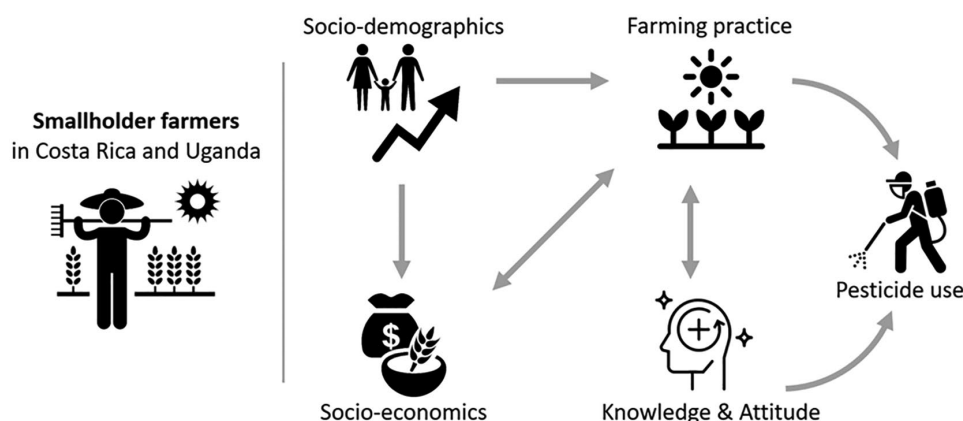 Socio-demographics
Farming practice
Smallholder farmers
in Costa Rica and Uganda
$
Pesticide use
Socio-economics
Knowledge & Attitude